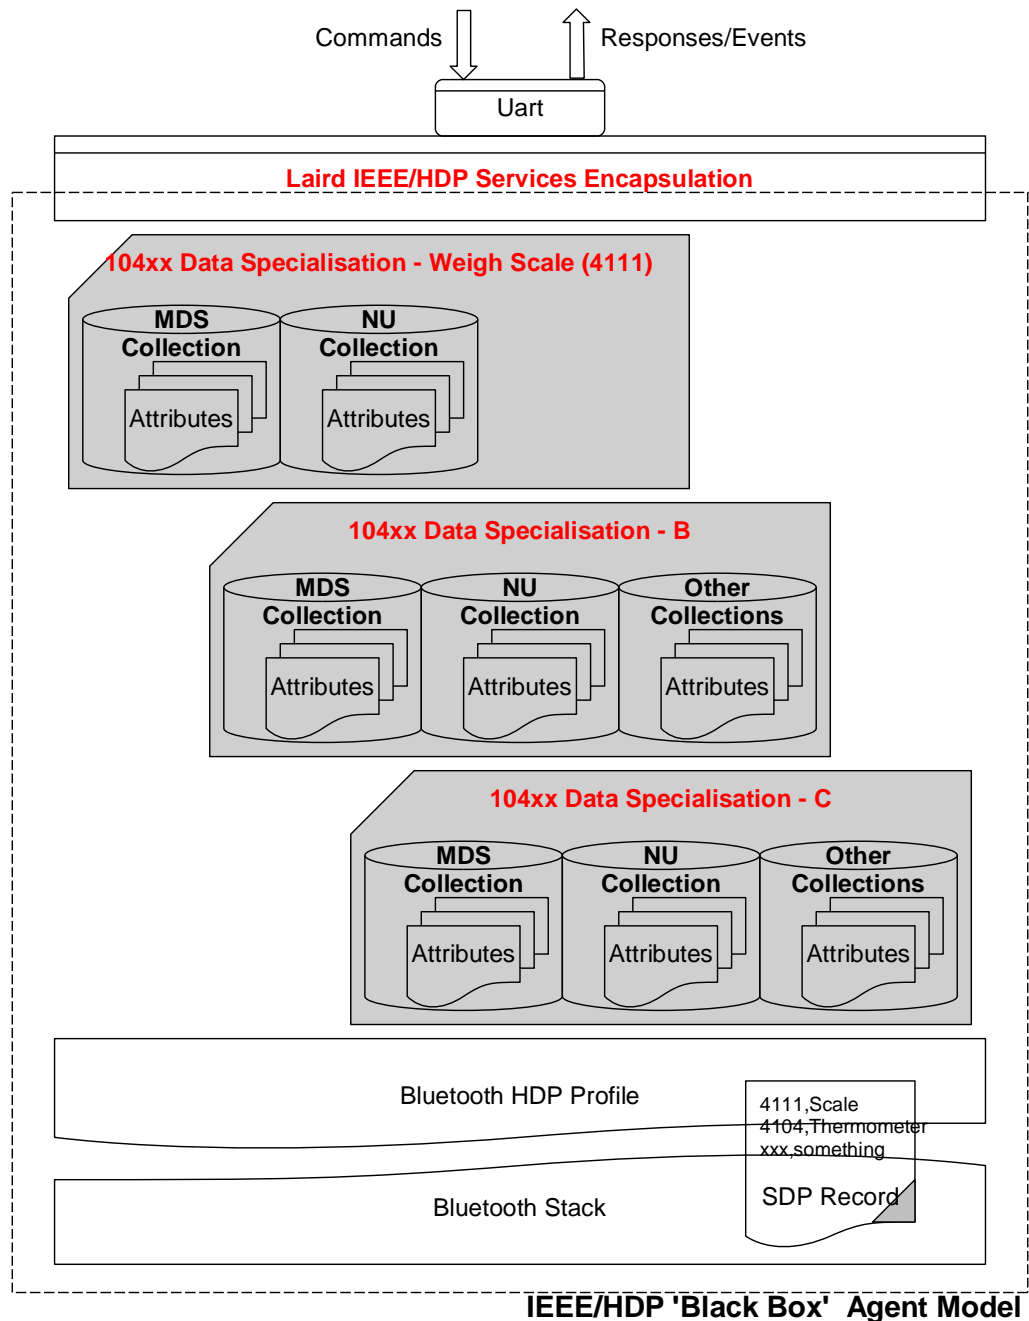 Commands
Responses/Events
Uart
Laird IEEE/HDP Services Encapsulation
104xx Data Specialisation - Weigh Scale (4111)
MDS
Collection
Attributes
NU
Collection
Attributes
104xx Data Specialisation - B
MDS
Collection
Attributes
NU
Collection
Attributes
Other
Collections
Attributes
104xx Data Specialisation - C
MDS
Collection
Attributes
NU
Collection
Attributes
Other
Collections
Attributes
Bluetooth HDP Profile
4111,Scale
4104,Thermometer
xxx,something
SDP Record
Bluetooth Stack
IEEE/HDP 'Black Box' Agent Model